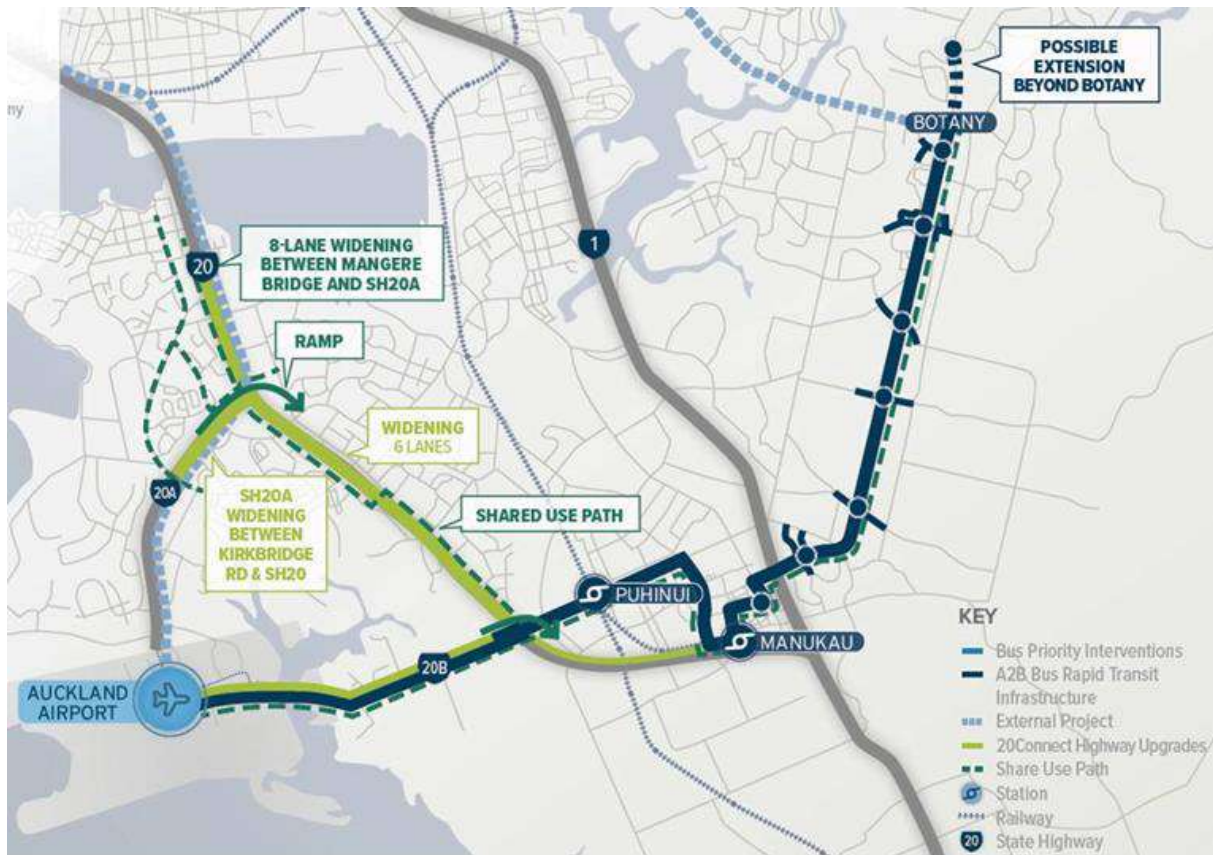 ny
POSSIBLE
EXTENSION
BEYOND BOTANY
BOTANY
8-LANE WIDENING
BETWEEN MANGERE
BRIDGE AND SH20A
20
1
RAMP
WIDENING
6 LANES
20A
SH20A
WIDENING
BETWEEN
KIRKBRIDGE
RD & SH20
SHARED USE PATH
PUHINUI
MANUKAU
20B
AUCKLAND
AIRPORT
KEY
Bus Priority Interventions
A2B Bus Rapid Transit
Infrastructure
External Project
20Connect Highway Upgrades
Share Use Path
Station
Railway
20 State Highway